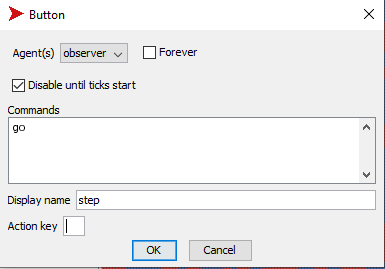 Button
Agent(s) observer Forever
Disable until ticks start
Commands
go
Display name step
Action key
OK Cancel